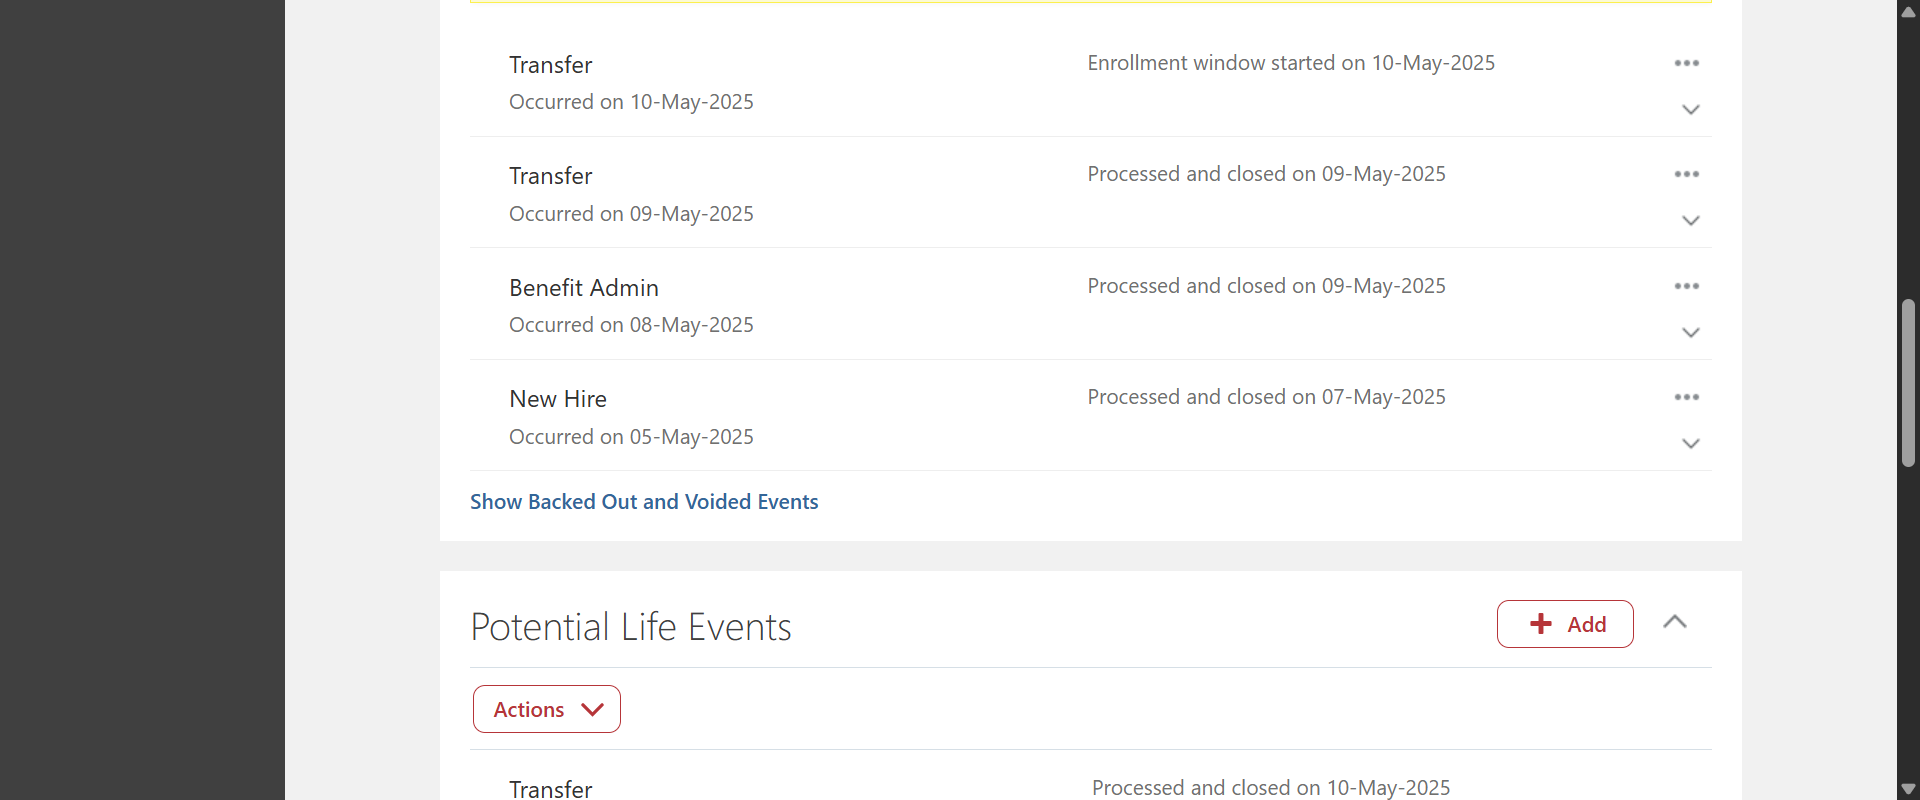 Transfer
Enrollment window started on 10-May-2025
Occurred on 10-May-2025
Transfer
Processed and closed on 09-May-2025
Occurred on 09-May-2025
Benefit Admin
Processed and closed on 09-May-2025
Occurred on 08-May-2025
New Hire
Processed and closed on 07-May-2025
Occurred on 05-May-2025
Show Backed Out and Voided Events
Potential Life Events
Add
Actions
Transfer
Processed and closed on 10-May-2025